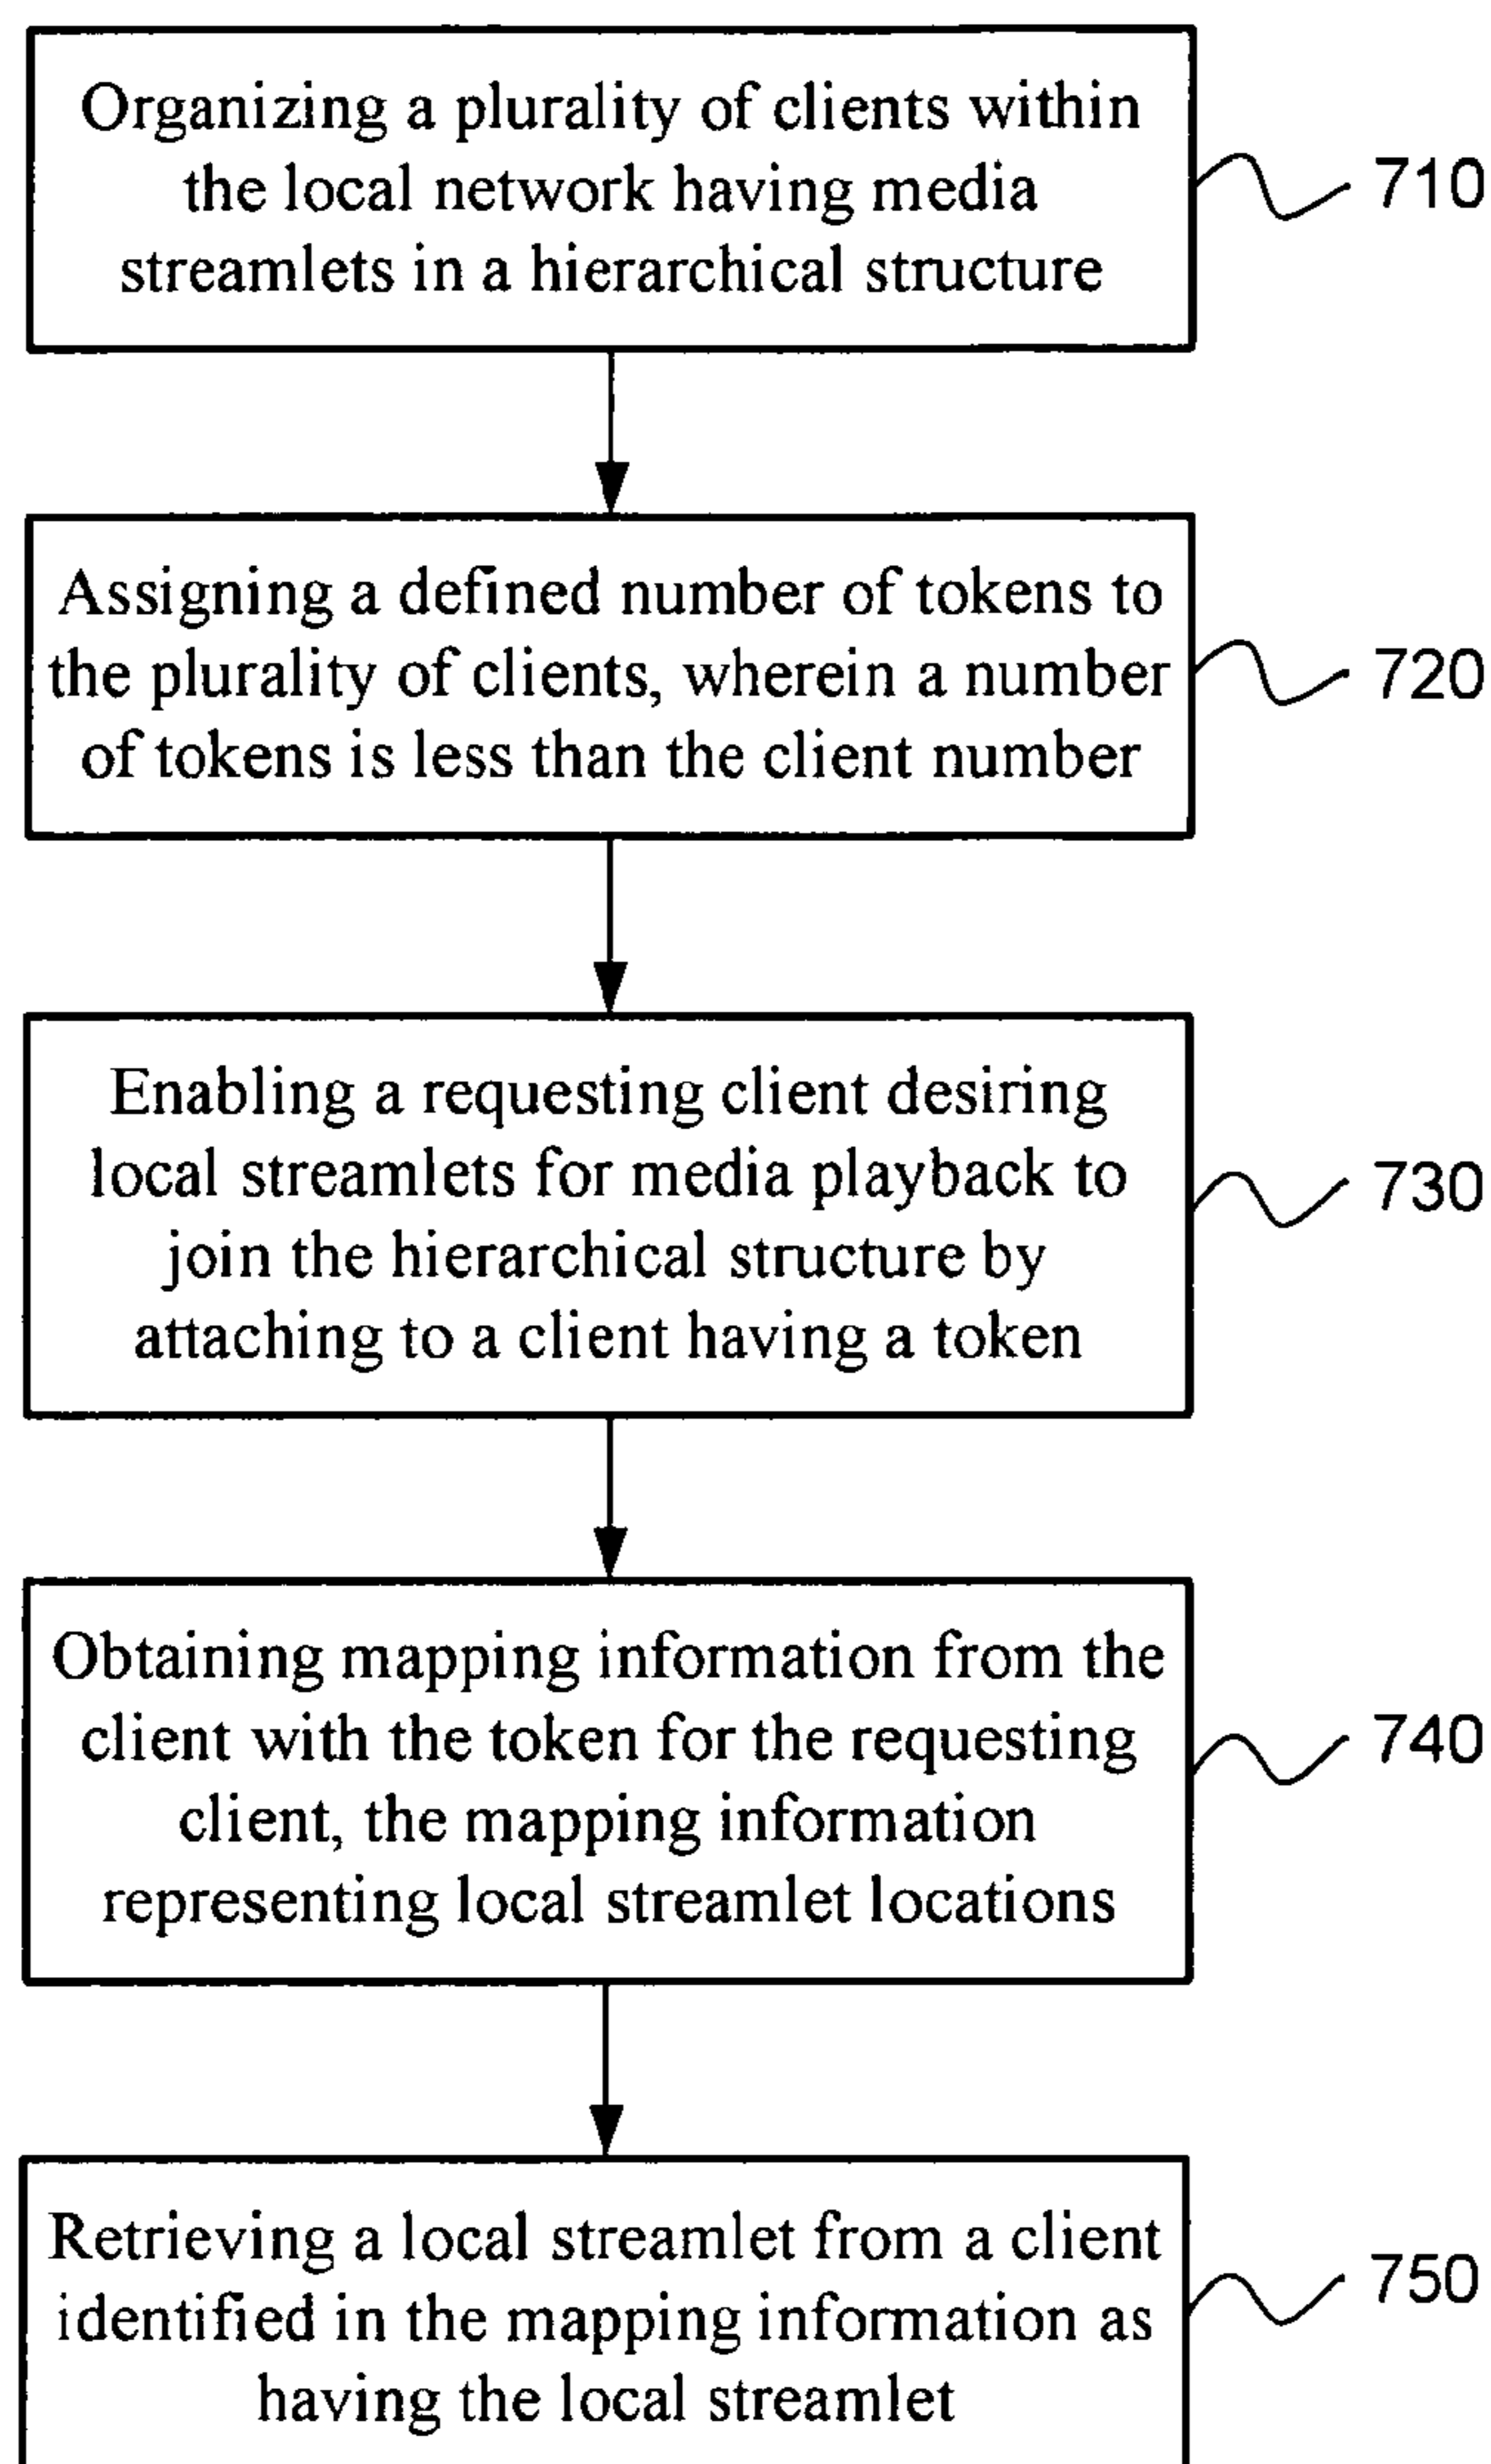 Organizing a plurality of clients within
the local network having media
streamlets in a hierarchical structure
710
Assigning a defined number of tokens to
the plurality of clients, wherein a number
of tokens is less than the client number
720
Enabling a requesting client desiring
local streamlets for media playback to
join the hierarchical structure by
attaching to a client having a token
730
Obtaining mapping information from the
client with the token for the requesting
client, the mapping information
representing local streamlet locations
740
Retrieving a local streamlet from a client
identified in the mapping information as
having the local streamlet
750